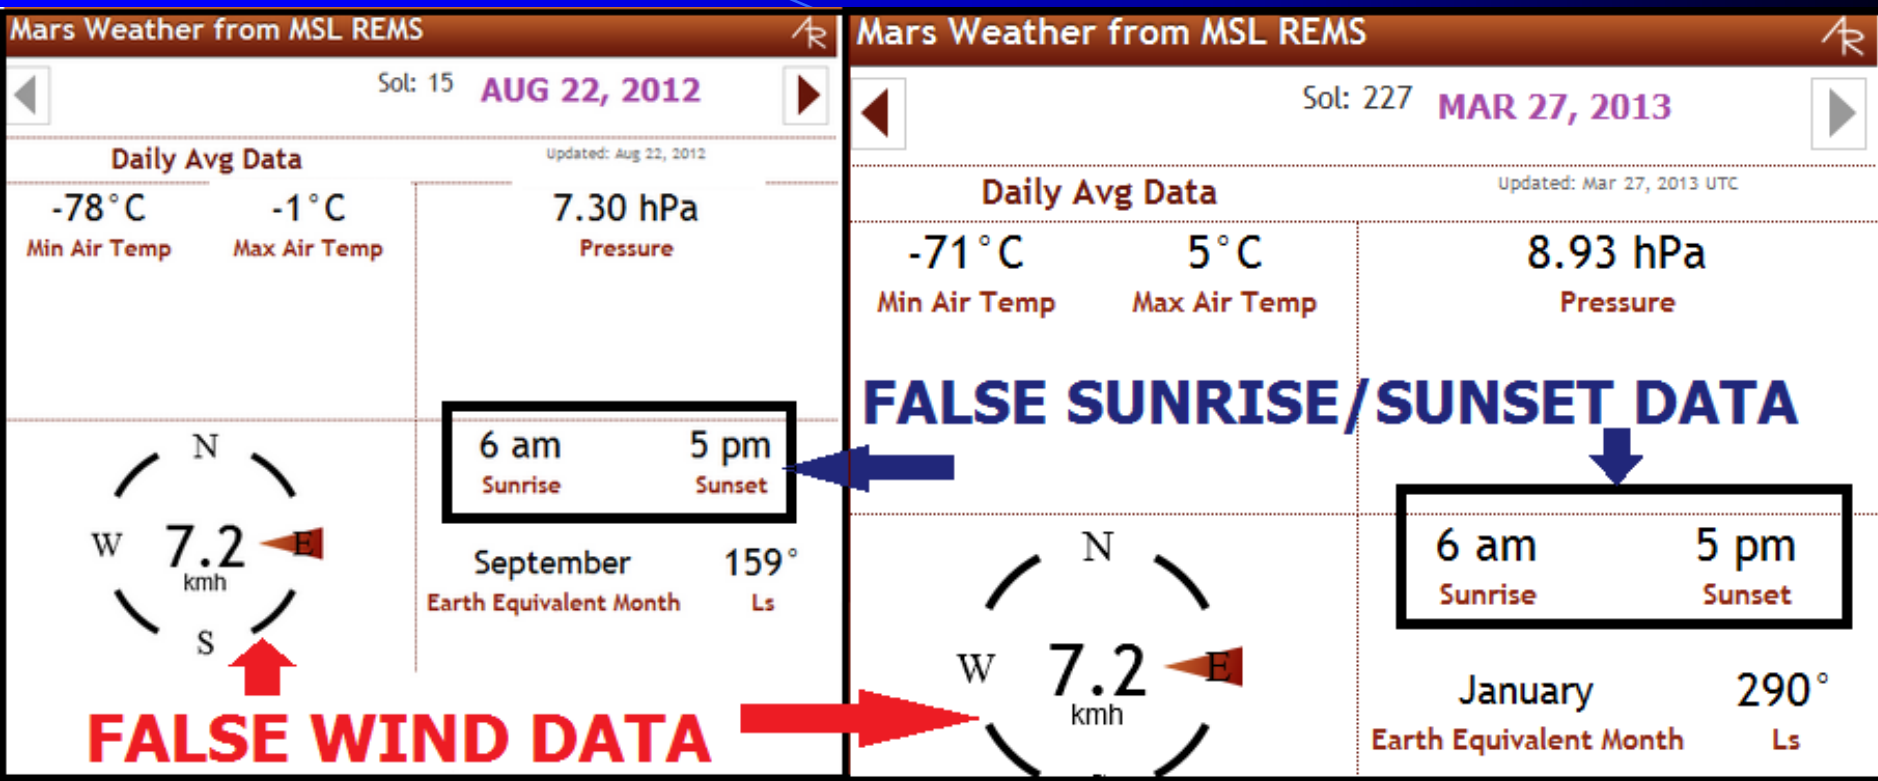 Mars Weather from MSL REMS
AR
Sol: 15 AUG 22, 2012
Daily Avg Data
Updated: Aug 22, 2012
-78°C -1°C 7.30 hPa
Min Air Temp Max Air Temp Pressure
6 am 5 pm
Sunrise Sunset
N
W 7.2 E
kmh
S
September 159°
Earth Equivalent Month Ls
FALSE WIND DATA
Mars Weather from MSL REMS
AR
Sol: 227 MAR 27, 2013
Daily Avg Data
Updated: Mar 27, 2013 UTC
-71°C 5°C 8.93 hPa
Min Air Temp Max Air Temp Pressure
FALSE SUNRISE/SUNSET DATA
6 am 5 pm
Sunrise Sunset
N
W 7.2 E
kmh
January 290°
Earth Equivalent Month Ls